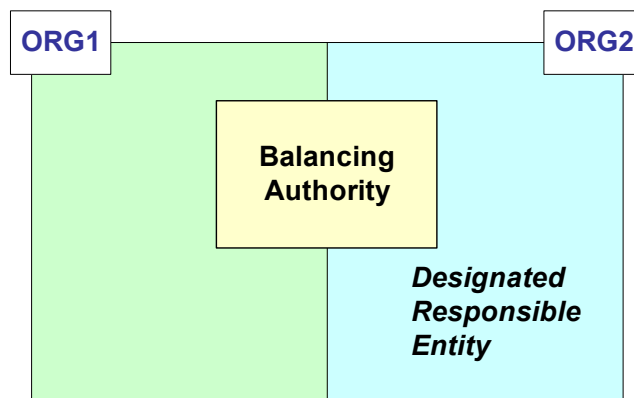 ORG1
ORG2
Balancing
Authority
Designated
Responsible
Entity